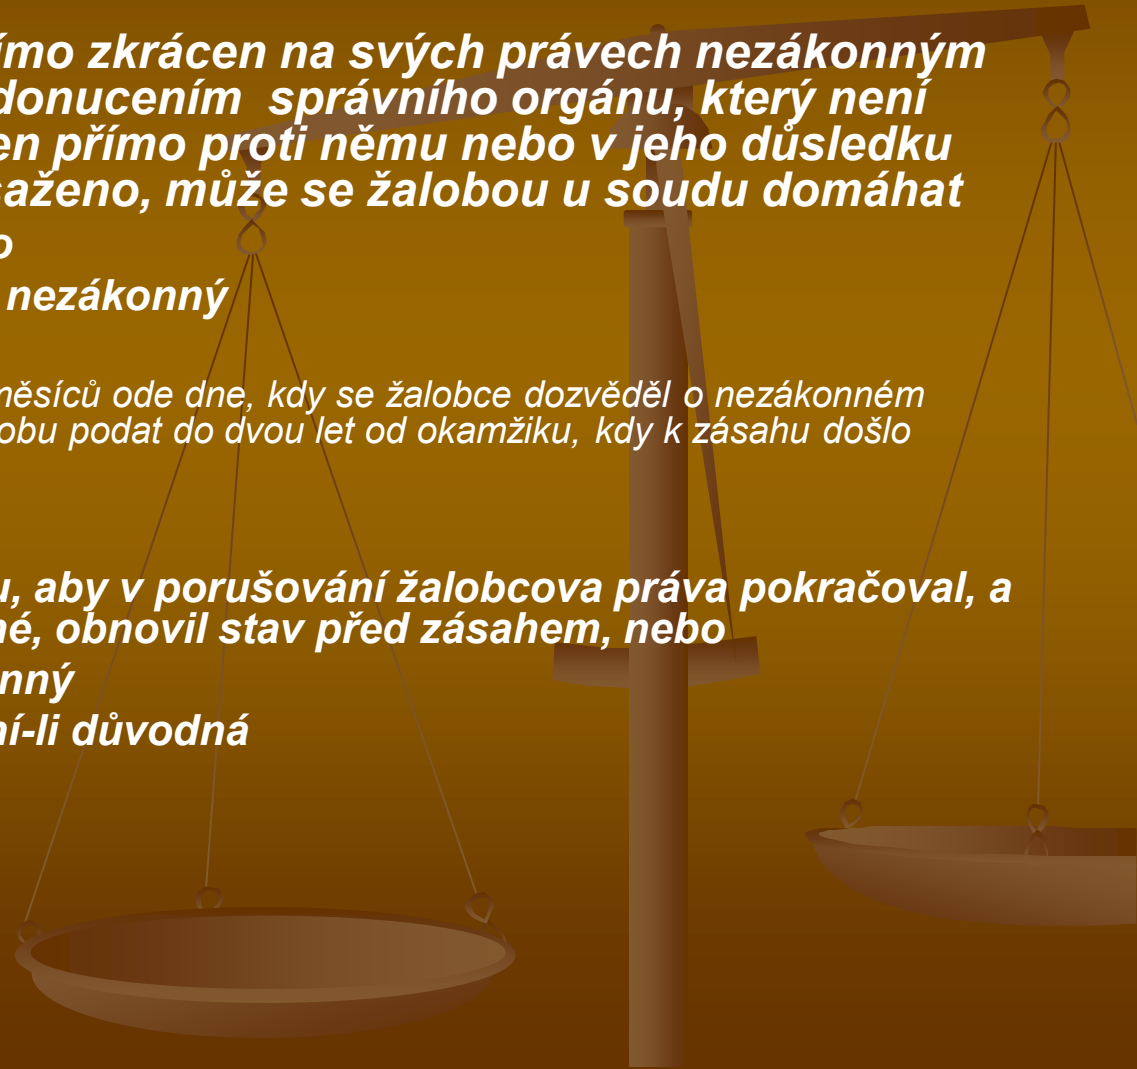 ímo zkrácen na svých právech nezákonným
donucením správního orgánu, který není
en přímo proti němu nebo v jeho důsledku
saženo, může se žalobou u soudu domáhat
o
nezákonný
měsíců ode dne, kdy se žalobce dozvěděl o nezákonném
obu podat do dvou let od okamžiku, kdy k zásahu došlo
u, aby v porušování žalobcova práva pokračoval, a
né, obnovil stav před zásahem, nebo
nný
ní-li důvodná